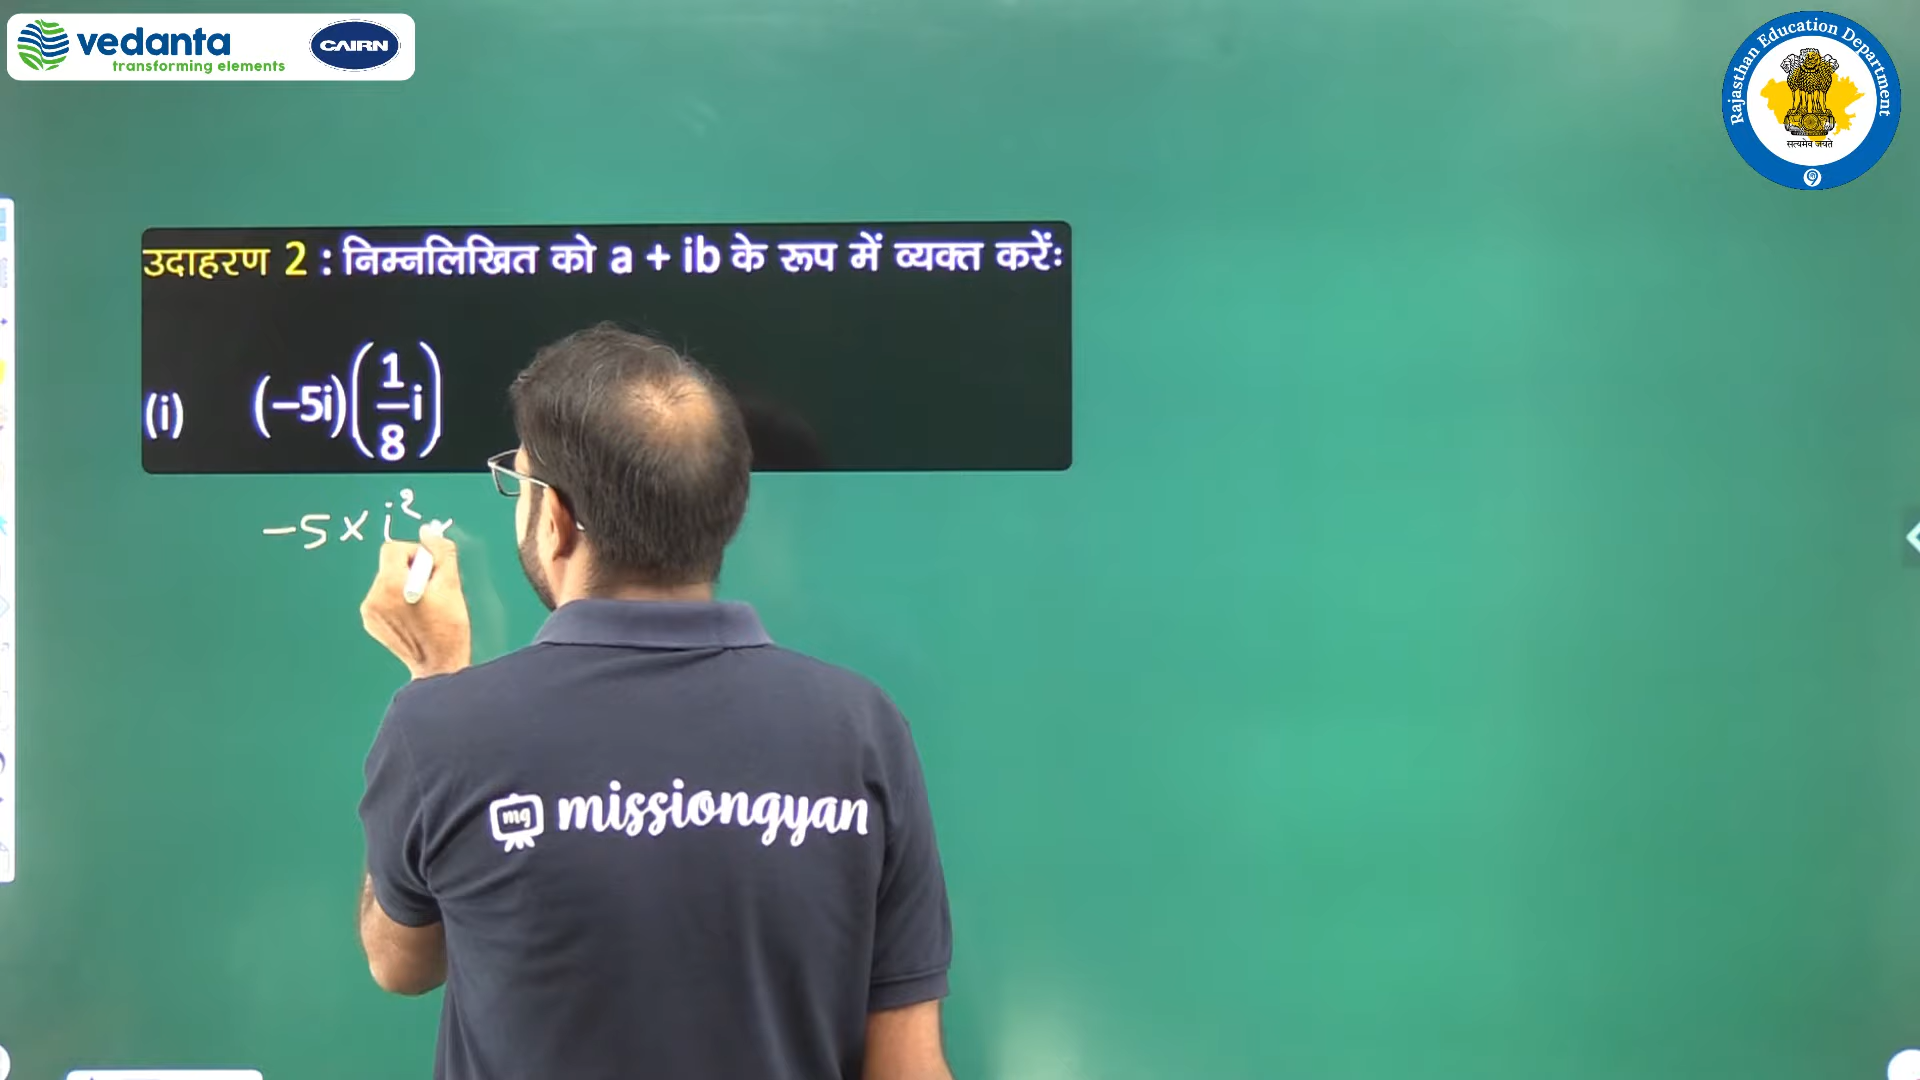 vedanta
transforming elements
CAIRN
Rajasthan Education Department
सत्यमेव जयते
उदाहरण 2 : निम्नलिखित को a + ib के रूप में व्यक्त करेंः
(i) (−5i)(1/8 i)
−5 × i² ×
mg missiongyan